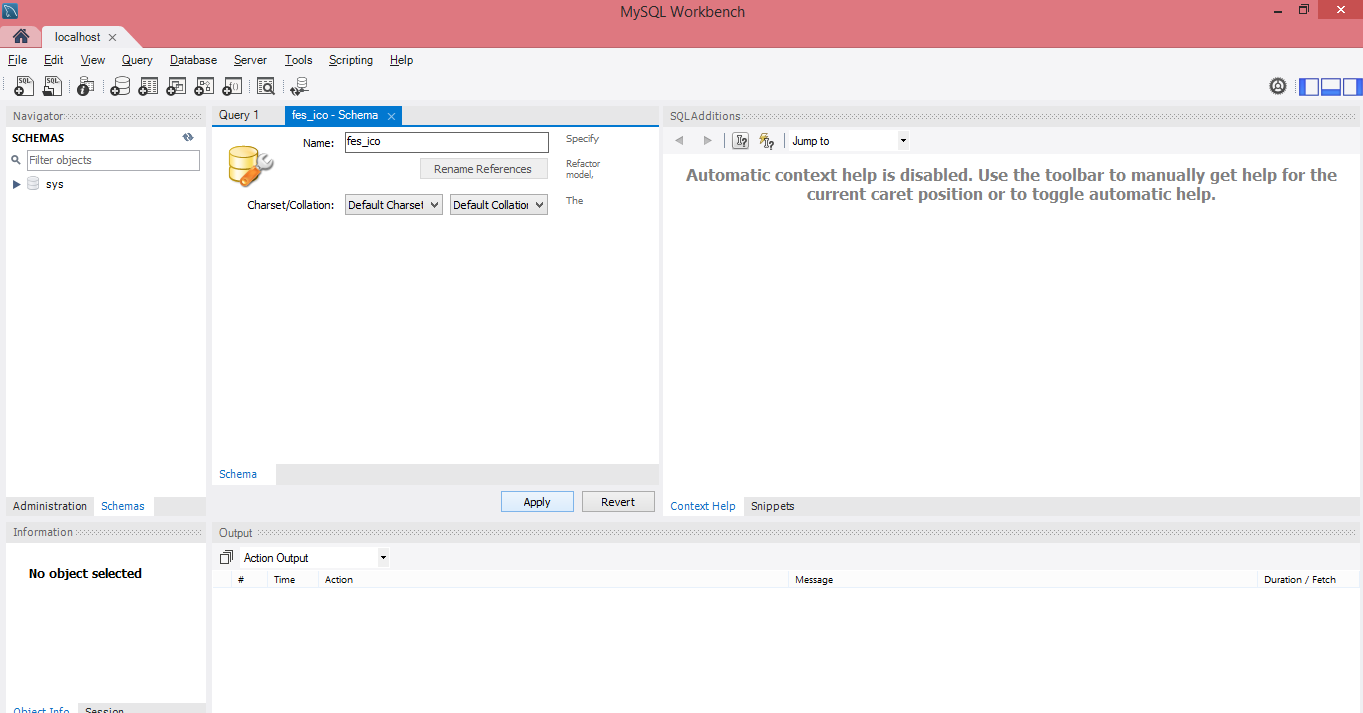 MySQL Workbench
localhost
File Edit View Query Database Server Tools Scripting Help
Navigator
SCHEMAS
Filter objects
sys
Administration Schemas
Information
No object selected
Object Info Session
Query 1 fes_ico - Schema
Name: fes_ico Specify
Rename References Refactor
model,
Charset/Collation: Default Charset Default Collation The
Schema
Apply Revert
SQLAdditions
Jump to
Automatic context help is disabled. Use the toolbar to manually get help for the
current caret position or to toggle automatic help.
Context Help Snippets
Output
Action Output
# Time Action Message Duration / Fetch